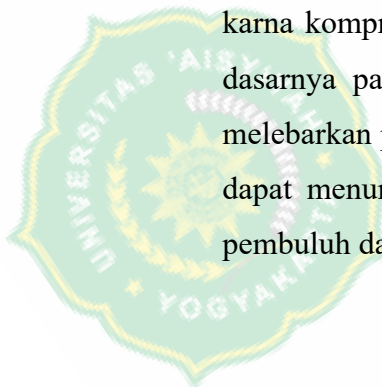 karna kompr
dasarnya pa
melebarkan
dapat menur
pembuluh da
UNIVERSITAS 'AISYIYAH
YOGYAKARTA